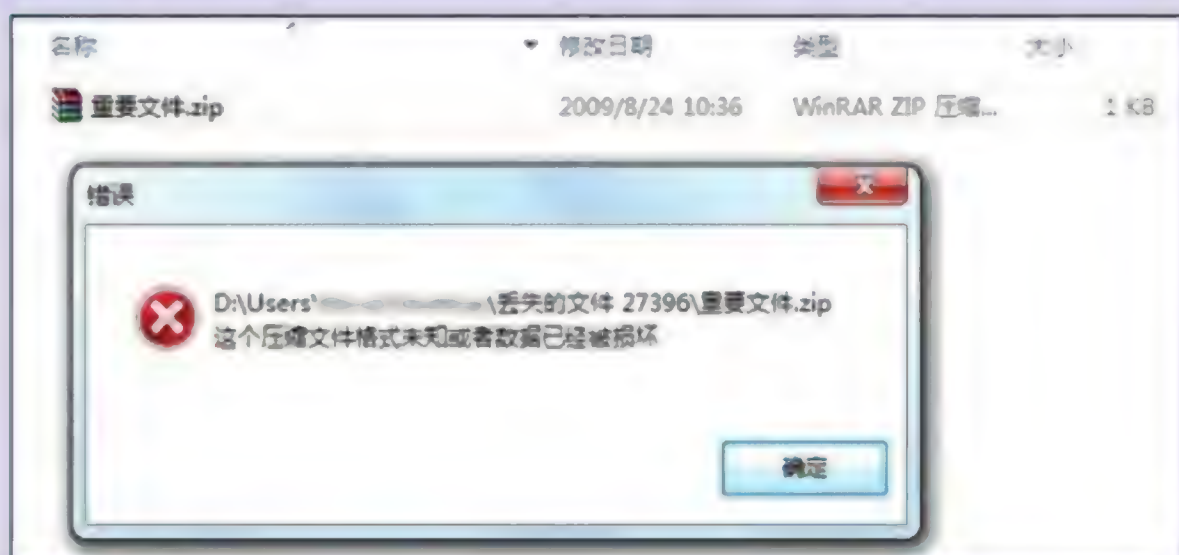 名称 修改日期 类型 大小
重要文件.zip 2009/8/24 10:36 WinRAR ZIP 压缩... 1 KB
错误
D:\Users\ \丢失的文件 27396\重要文件.zip
这个压缩文件格式未知或者数据已经被损坏
确定